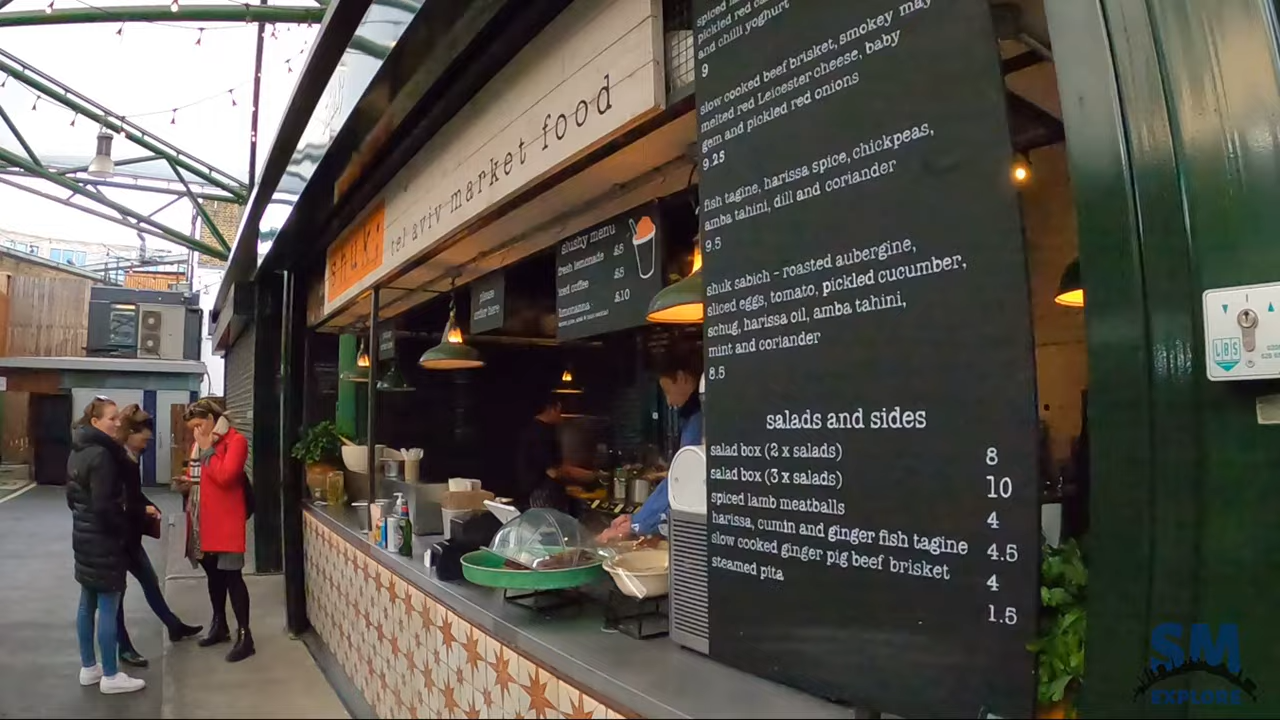 shuk;
tel aviv market food
please
order here
slushy menu
fresh lemonade £5
iced coffee £5
limonanna £10
spiced
pickled red
and chilli yoghurt
9
slow cooked beef brisket, smokey may
melted red Leicester cheese, baby
gem and pickled red onions
9.25
fish tagine, harissa spice, chickpeas,
amba tahini, dill and coriander
9.5
shuk sabich - roasted aubergine,
sliced eggs, tomato, pickled cucumber,
schug, harissa oil, amba tahini,
mint and coriander
8.5
salads and sides
salad box (2 x salads) 8
salad box (3 x salads) 10
spiced lamb meatballs 4
harissa, cumin and ginger fish tagine 4.5
slow cooked ginger pig beef brisket 4
steamed pita 1.5
LBS
SM
EXPLORE